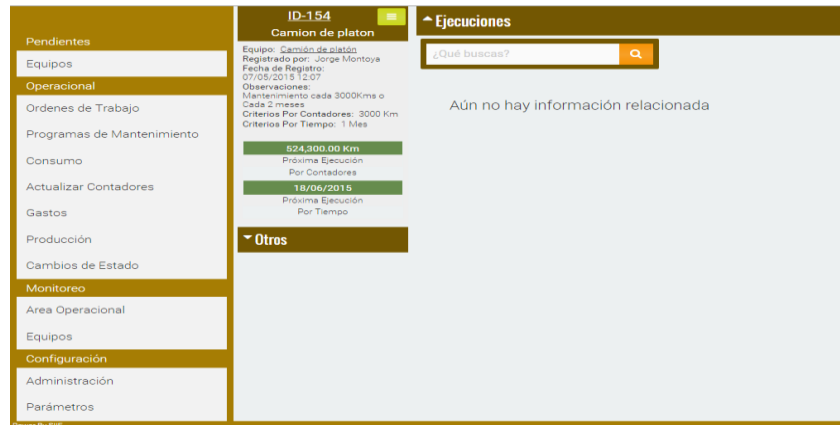 Pendientes
Equipos
Operacional
Ordenes de Trabajo
Programas de Mantenimiento
Consumo
Actualizar Contadores
Gastos
Producción
Cambios de Estado
Monitoreo
Area Operacional
Equipos
Configuración
Administración
Parámetros
ID-154
Camion de platon
Equipo: Camión de platón
Registrado por: Jorge Montoya
Fecha de Registro:
07/05/2015 12:07
Observaciones:
Mantenimiento cada 3000Kms o
Cada 2 meses
Criterios Por Contadores: 3000 Km
Criterios Por Tiempo: 1 Mes
524,300.00 Km
Próxima Ejecución
Por Contadores
18/06/2015
Próxima Ejecución
Por Tiempo
Otros
Ejecuciones
¿Qué buscas?
Aún no hay información relacionada